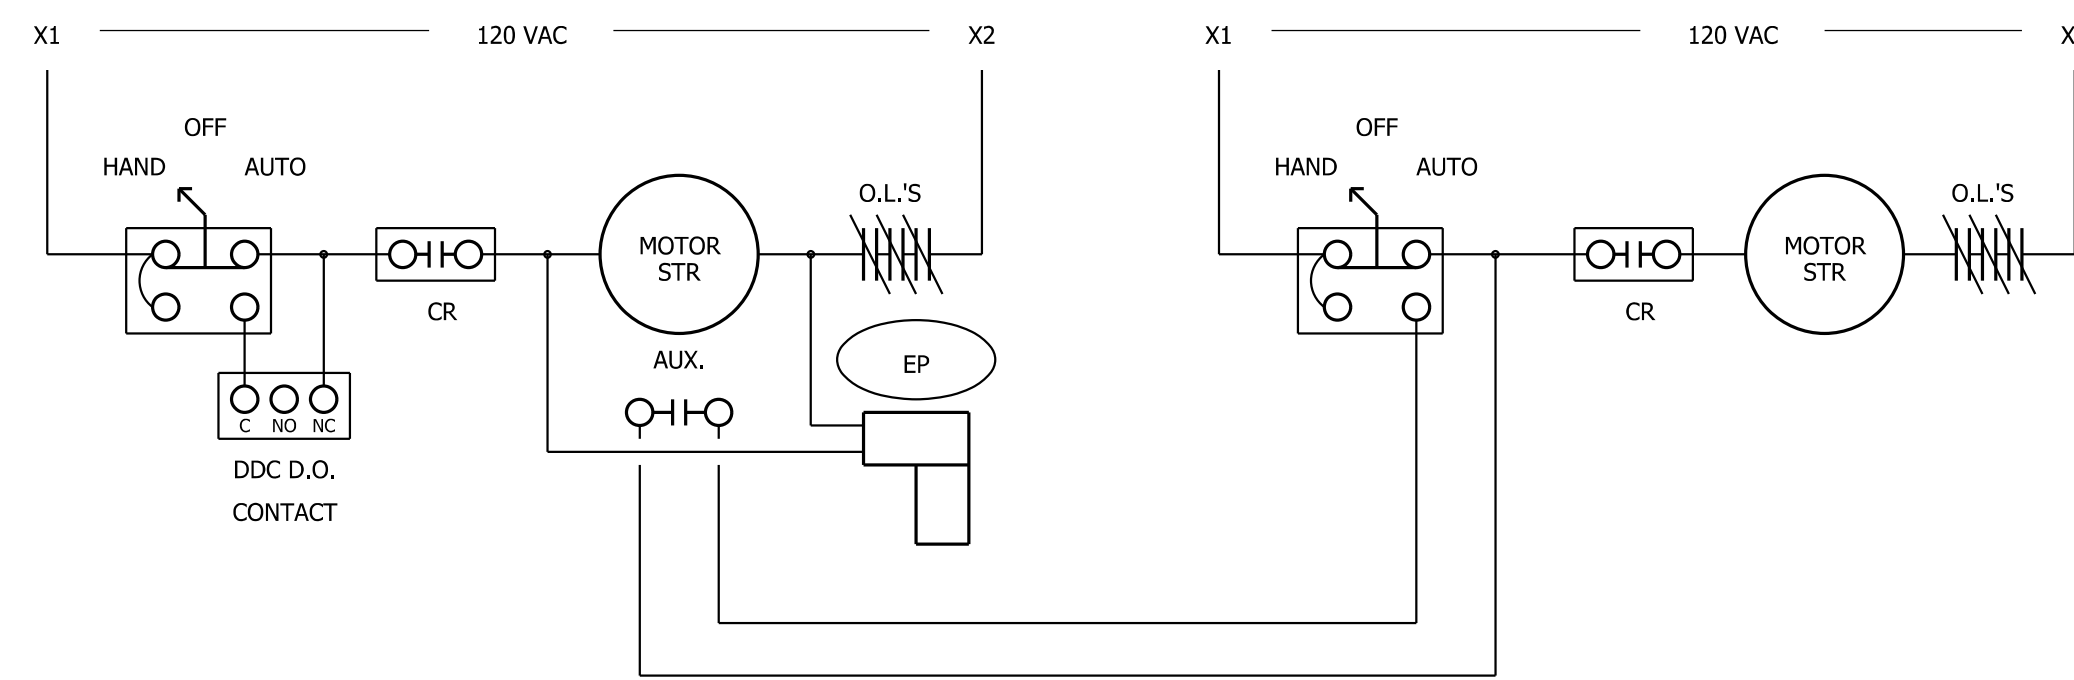 X1 120 VAC X2
OFF
HAND AUTO
O.L.'S
MOTOR
STR
CR
AUX.
EP
C NO NC
DDC D.O.
CONTACT
X1 120 VAC X
OFF
HAND AUTO
O.L.'S
MOTOR
STR
CR